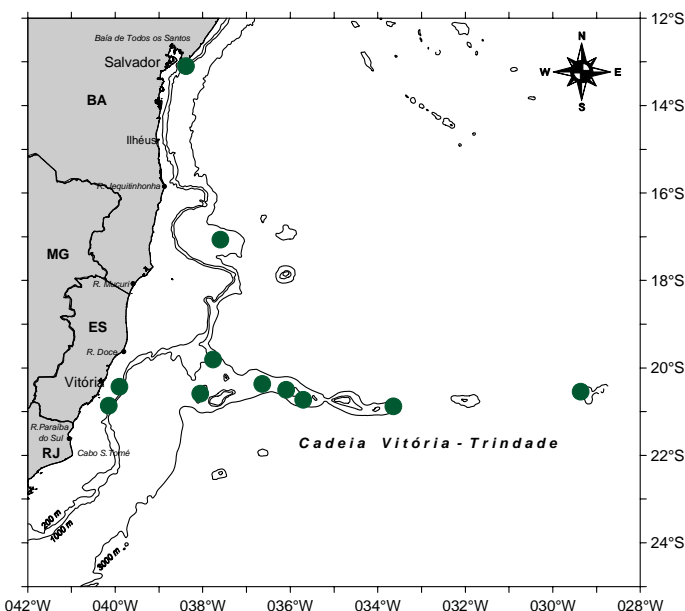 12°S
Baía de Todos os Santos
N
Salvador
W E
S
BA
14°S
Ilhéus
16°S
R. Jequitinhonha
MG
18°S
R. Mucuri
ES
R. Doce
20°S
Vitória
R.Paraíba
do Sul
Cadeia Vitória - Trindade
RJ
Cabo S.Tomé
22°S
200 m
1000 m
3000 m
24°S
042°W 040°W 038°W 036°W 034°W 032°W 030°W 028°W